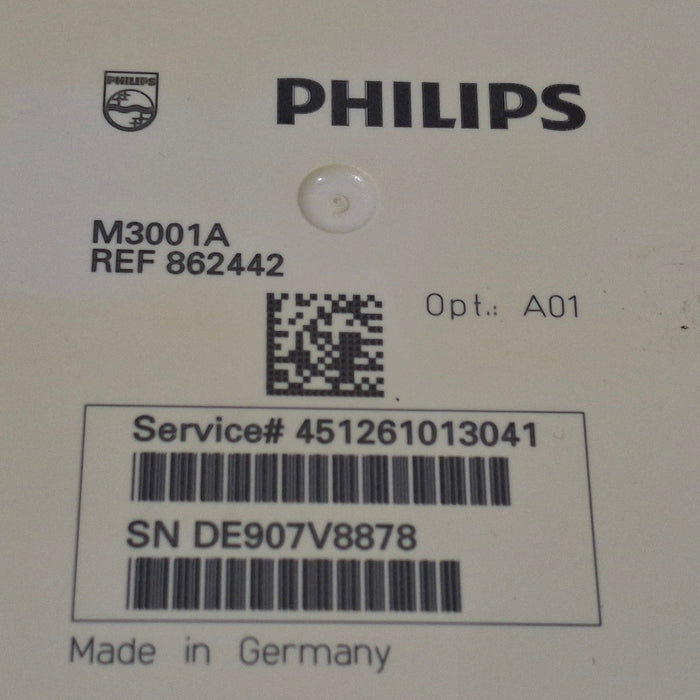 PHILIPS
PHILIPS
M3001A
REF 862442
Opt.: A01
Service# 451261013041
SN DE907V8878
Made in Germany